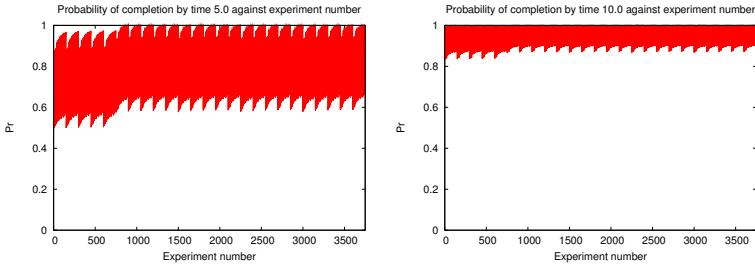 Probability of completion by time 5.0 against experiment number
1
0.8
0.6
0.4
0.2
0
Pr
0 500 1000 1500 2000 2500 3000 3500
Experiment number
Probability of completion by time 10.0 against experiment number
1
0.8
0.6
0.4
0.2
0
Pr
0 500 1000 1500 2000 2500 3000 3500
Experiment number